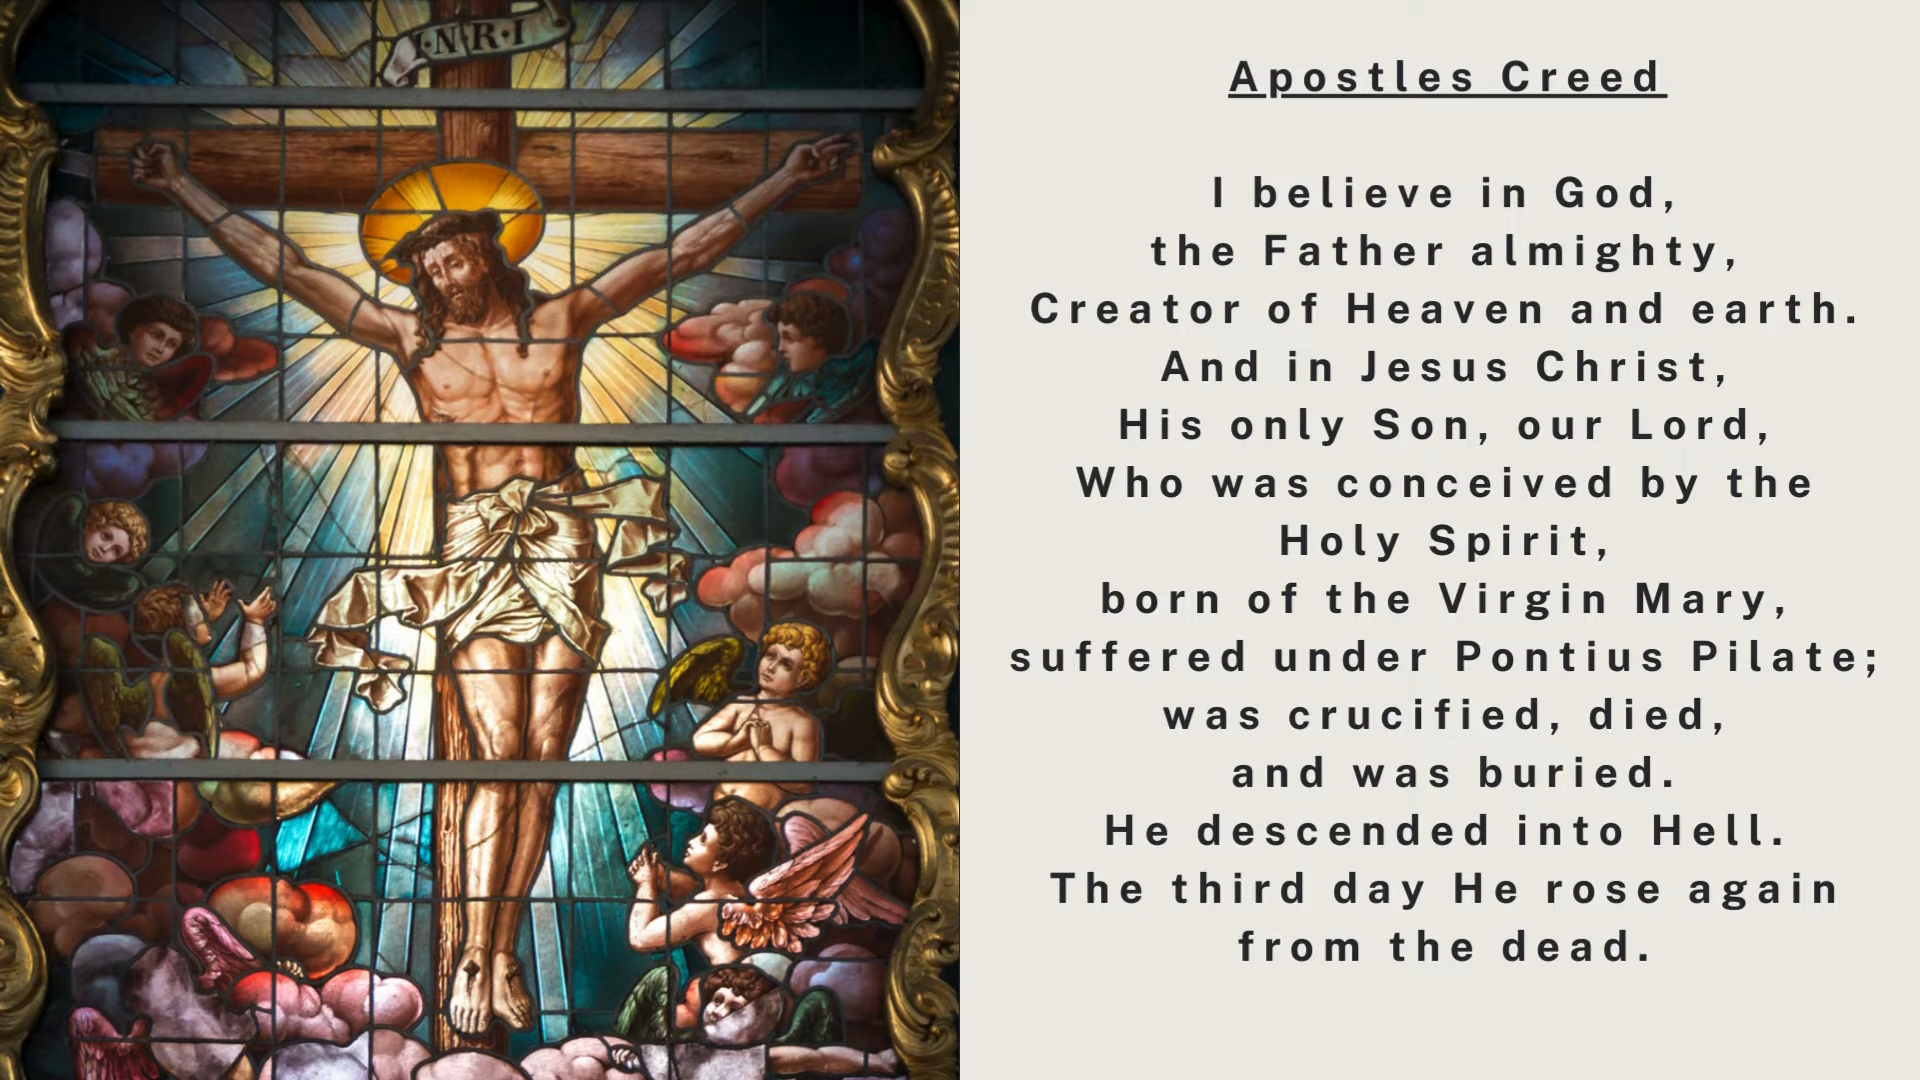 I·N·R·I
Apostles Creed
I believe in God,
the Father almighty,
Creator of Heaven and earth.
And in Jesus Christ,
His only Son, our Lord,
Who was conceived by the
Holy Spirit,
born of the Virgin Mary,
suffered under Pontius Pilate;
was crucified, died,
and was buried.
He descended into Hell.
The third day He rose again
from the dead.